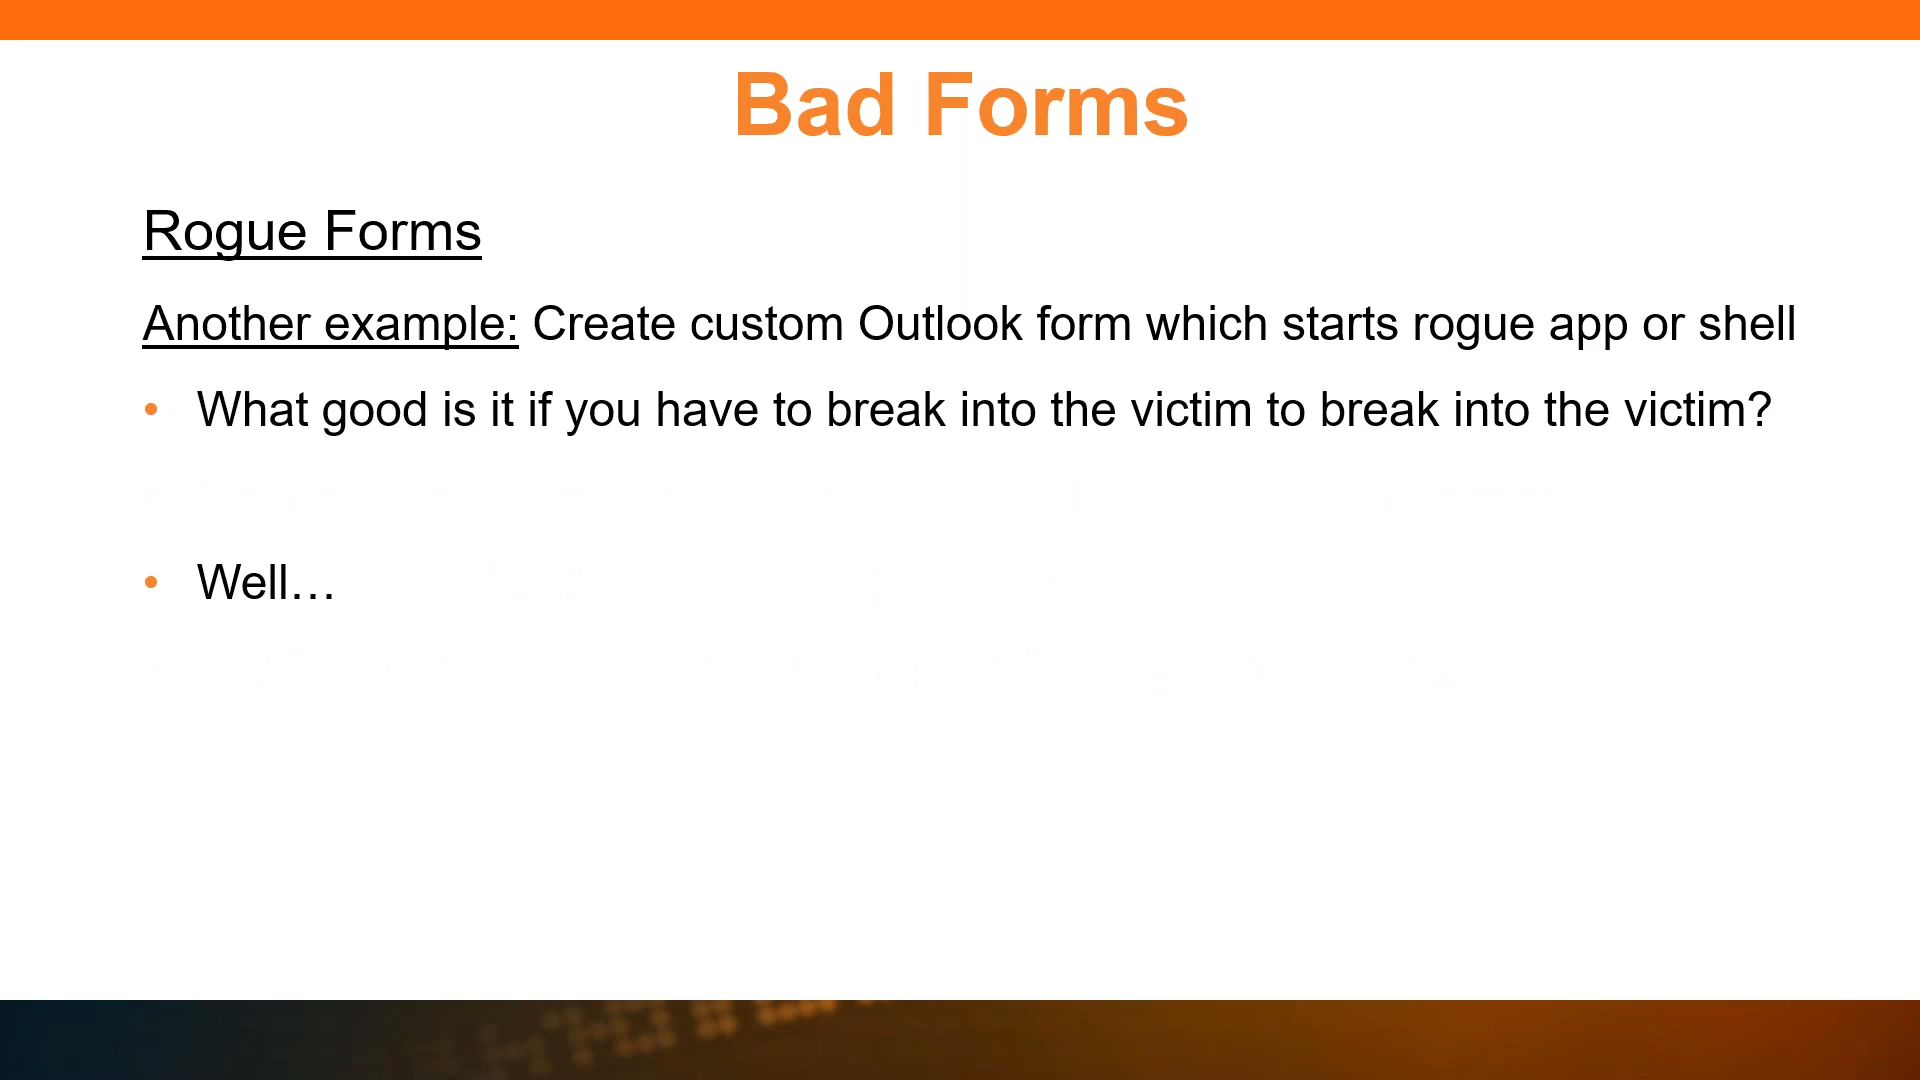 Bad Forms
Rogue Forms
Another example: Create custom Outlook form which starts rogue app or shell
• What good is it if you have to break into the victim to break into the victim?
• Well…